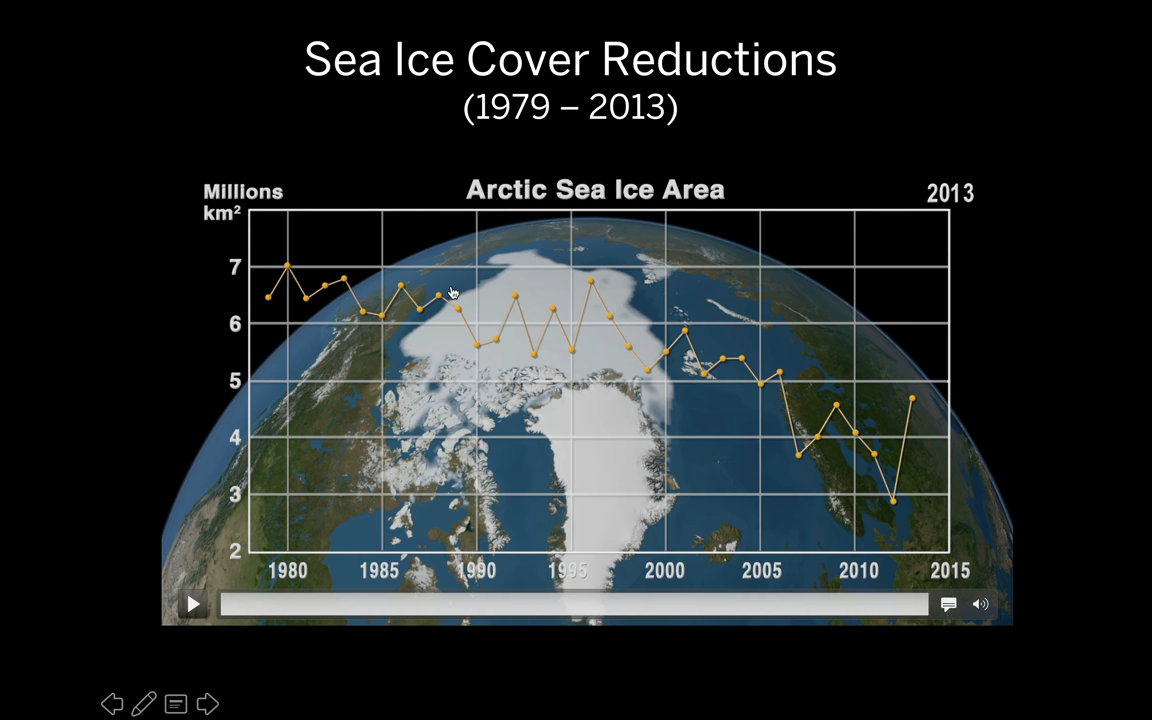 Sea Ice Cover Reductions
(1979 – 2013)
Millions
km²
Arctic Sea Ice Area
2013
7
6
5
4
3
2
1980 1985 1990 1995 2000 2005 2010 2015